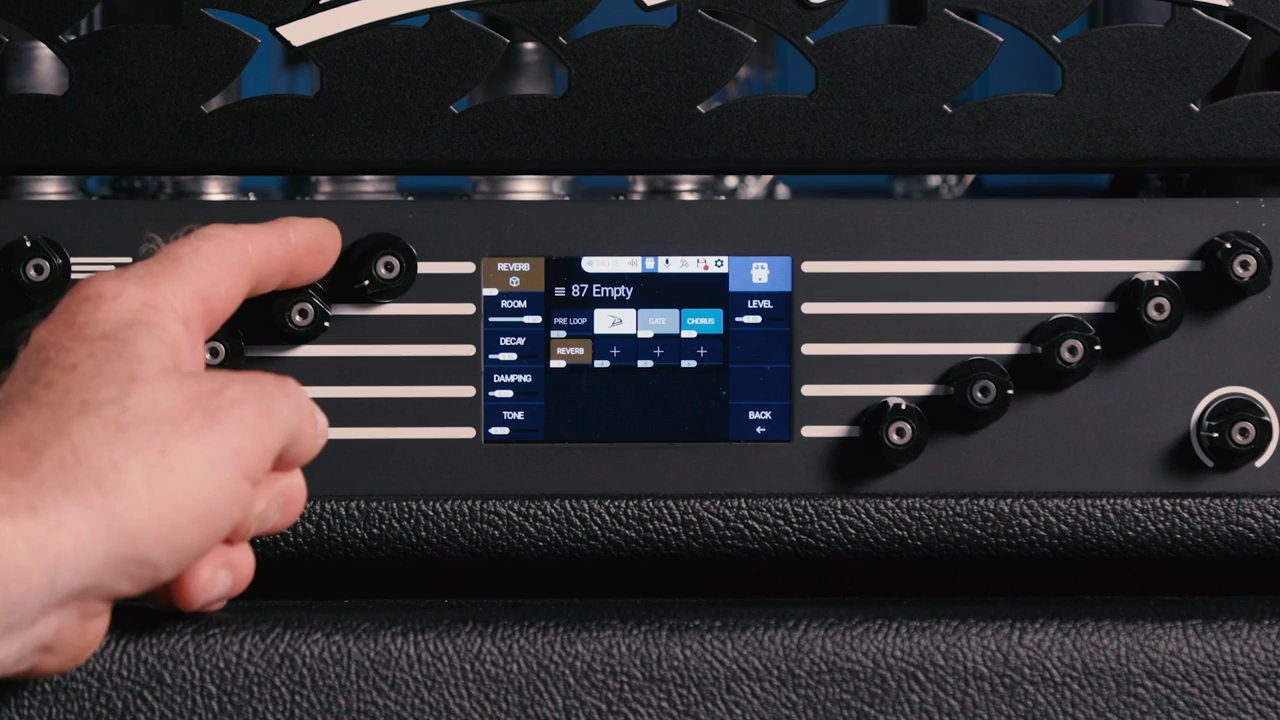 REVERB
ROOM
DECAY
DAMPING
TONE
87 Empty
PRE LOOP
GATE
CHORUS
REVERB
+
+
+
LEVEL
BACK